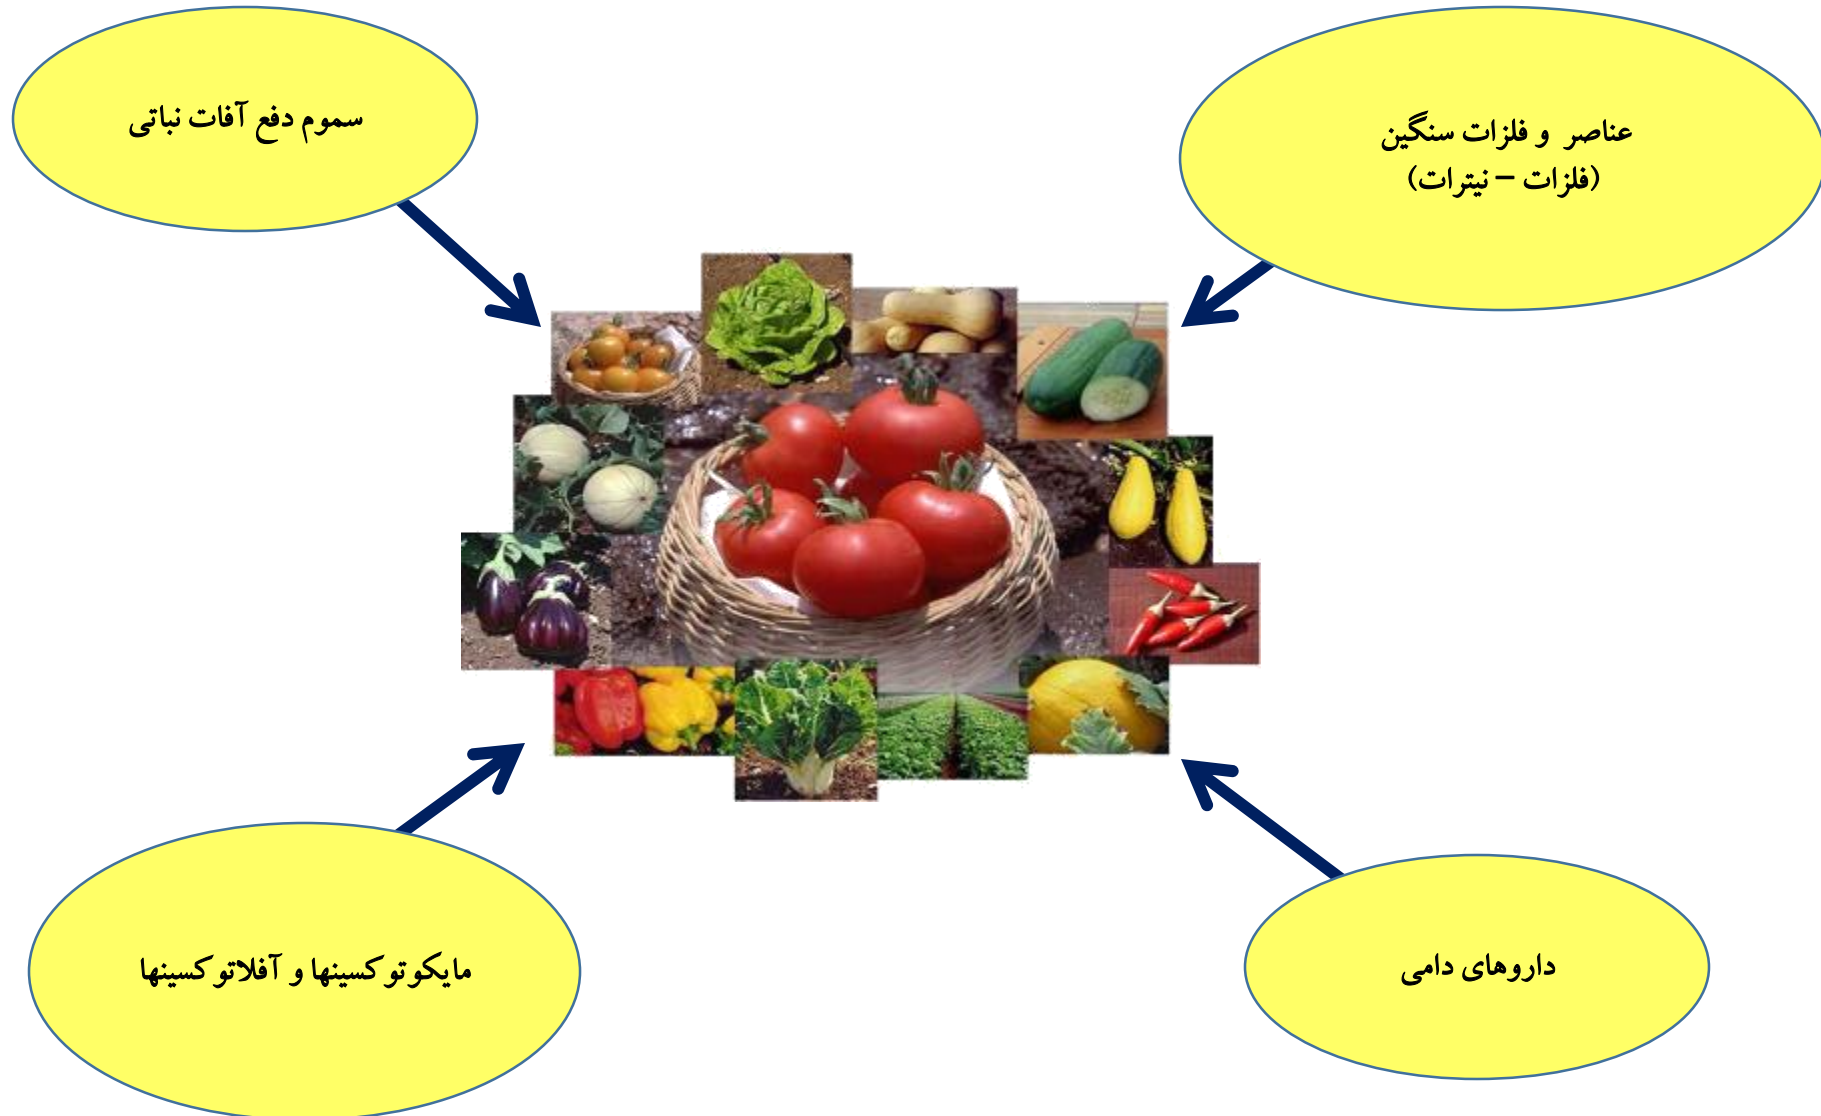 عناصر و فلزات سنگین
(فلزات – نیترات)
سموم دفع آفات نباتی
داروهای دامی
مایکوتوکسینها و آفلاتوکسینها